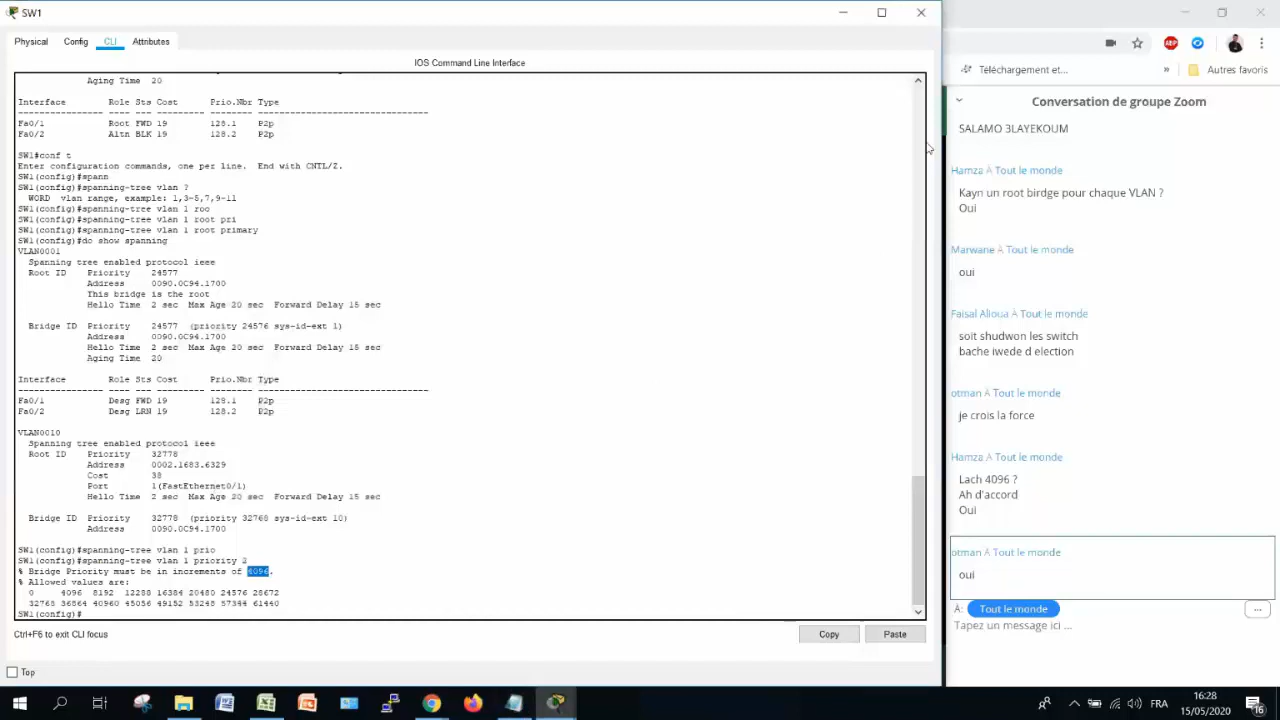 SW1
Physical Config CLI Attributes
IOS Command Line Interface
Aging Time 20
Interface Role Sts Cost Prio.Nbr Type
---------------- ---- --- --------- -------- --------------------------------
Fa0/1 Root FWD 19 128.1 P2p
Fa0/2 Altn BLK 19 128.2 P2p
SW1#conf t
Enter configuration commands, one per line. End with CNTL/Z.
SW1(config)#spann
SW1(config)#spanning-tree vlan ?
WORD vlan range, example: 1,3-5,7,9-11
SW1(config)#spanning-tree vlan 1 roo
SW1(config)#spanning-tree vlan 1 root pri
SW1(config)#spanning-tree vlan 1 root primary
SW1(config)#do show spanning
VLAN0001
Spanning tree enabled protocol ieee
Root ID Priority 24577
Address 0090.0C94.1700
This bridge is the root
Hello Time 2 sec Max Age 20 sec Forward Delay 15 sec
Bridge ID Priority 24577 (priority 24576 sys-id-ext 1)
Address 0090.0C94.1700
Hello Time 2 sec Max Age 20 sec Forward Delay 15 sec
Aging Time 20
Interface Role Sts Cost Prio.Nbr Type
---------------- ---- --- --------- -------- --------------------------------
Fa0/1 Desg FWD 19 128.1 P2p
Fa0/2 Desg LRN 19 128.2 P2p
VLAN0010
Spanning tree enabled protocol ieee
Root ID Priority 32778
Address 0002.1683.6329
Cost 38
Port 1(FastEthernet0/1)
Hello Time 2 sec Max Age 20 sec Forward Delay 15 sec
Bridge ID Priority 32778 (priority 32768 sys-id-ext 10)
Address 0090.0C94.1700
SW1(config)#spanning-tree vlan 1 prio
SW1(config)#spanning-tree vlan 1 priority 2
% Bridge Priority must be in increments of 4096.
% Allowed values are:
0 4096 8192 12288 16384 20480 24576 28672
32768 36864 40960 45056 49152 53248 57344 61440
SW1(config)#
Ctrl+F6 to exit CLI focus
Copy Paste
Top
ABP
Téléchargement et...
» Autres favoris
Conversation de groupe Zoom
SALAMO 3LAYEKOUM
Hamza À Tout le monde
Kayn un root birdge pour chaque VLAN ?
Oui
Marwane À Tout le monde
oui
Faisal Alioua À Tout le monde
soit shudwon les switch
bache iwede d election
otman À Tout le monde
je crois la force
Hamza À Tout le monde
Lach 4096 ?
Ah d'accord
Oui
otman À Tout le monde
oui
À: Tout le monde ...
Tapez un message ici ...
FRA
16:28
15/05/2020
16